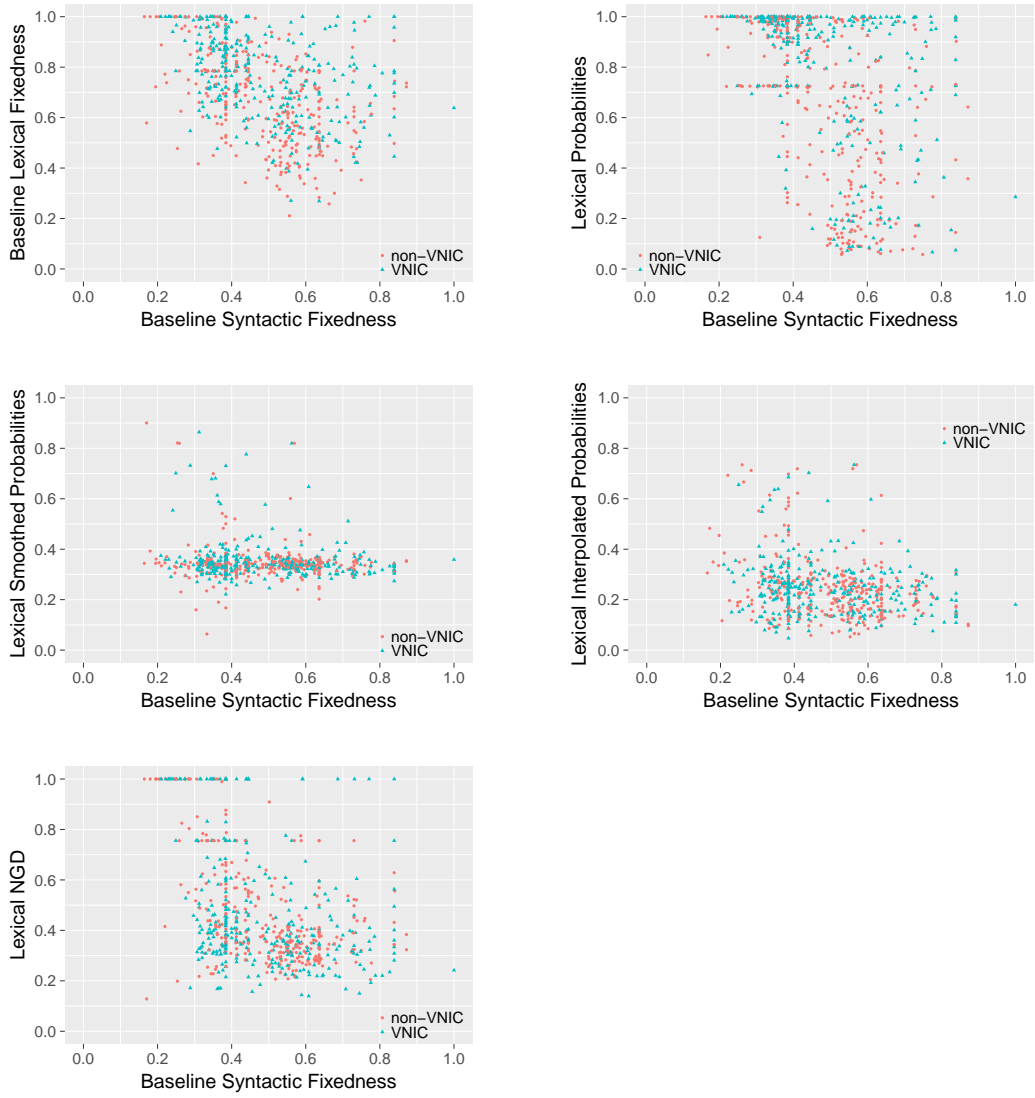 1.0
0.8
0.6
0.4
0.2
0.0
Baseline Lexical Fixedness
non−VNIC
VNIC
0.0 0.2 0.4 0.6 0.8 1.0
Baseline Syntactic Fixedness
1.0
0.8
0.6
0.4
0.2
0.0
Lexical Probabilities
non−VNIC
VNIC
0.0 0.2 0.4 0.6 0.8 1.0
Baseline Syntactic Fixedness
1.0
0.8
0.6
0.4
0.2
0.0
Lexical Smoothed Probabilities
non−VNIC
VNIC
0.0 0.2 0.4 0.6 0.8 1.0
Baseline Syntactic Fixedness
1.0
0.8
0.6
0.4
0.2
0.0
Lexical Interpolated Probabilities
non−VNIC
VNIC
0.0 0.2 0.4 0.6 0.8 1.0
Baseline Syntactic Fixedness
1.0
0.8
0.6
0.4
0.2
0.0
Lexical NGD
non−VNIC
VNIC
0.0 0.2 0.4 0.6 0.8 1.0
Baseline Syntactic Fixedness